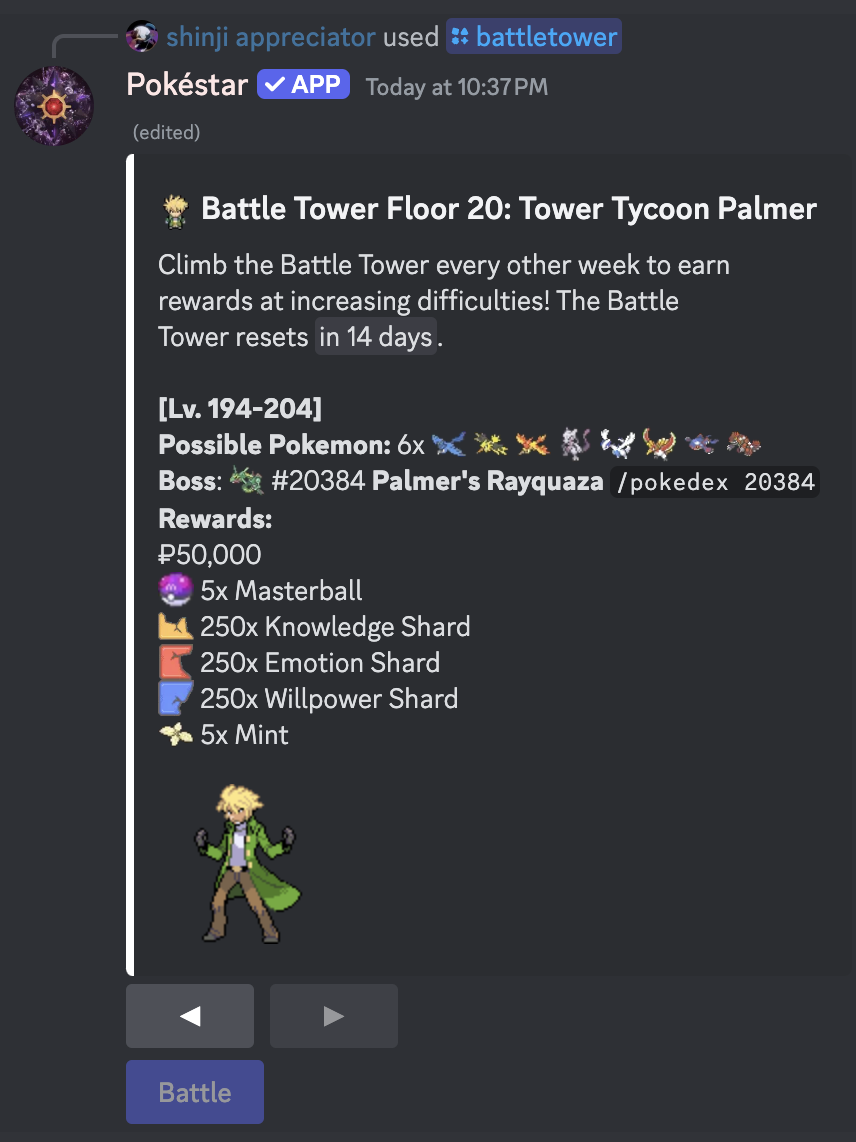 shinji appreciator used battletower
Pokéstar ✓ APP Today at 10:37 PM
(edited)
Battle Tower Floor 20: Tower Tycoon Palmer
Climb the Battle Tower every other week to earn
rewards at increasing difficulties! The Battle
Tower resets in 14 days.
[Lv. 194-204]
Possible Pokemon: 6x
Boss: #20384 Palmer's Rayquaza /pokedex 20384
Rewards:
₽50,000
5x Masterball
250x Knowledge Shard
250x Emotion Shard
250x Willpower Shard
5x Mint
Battle